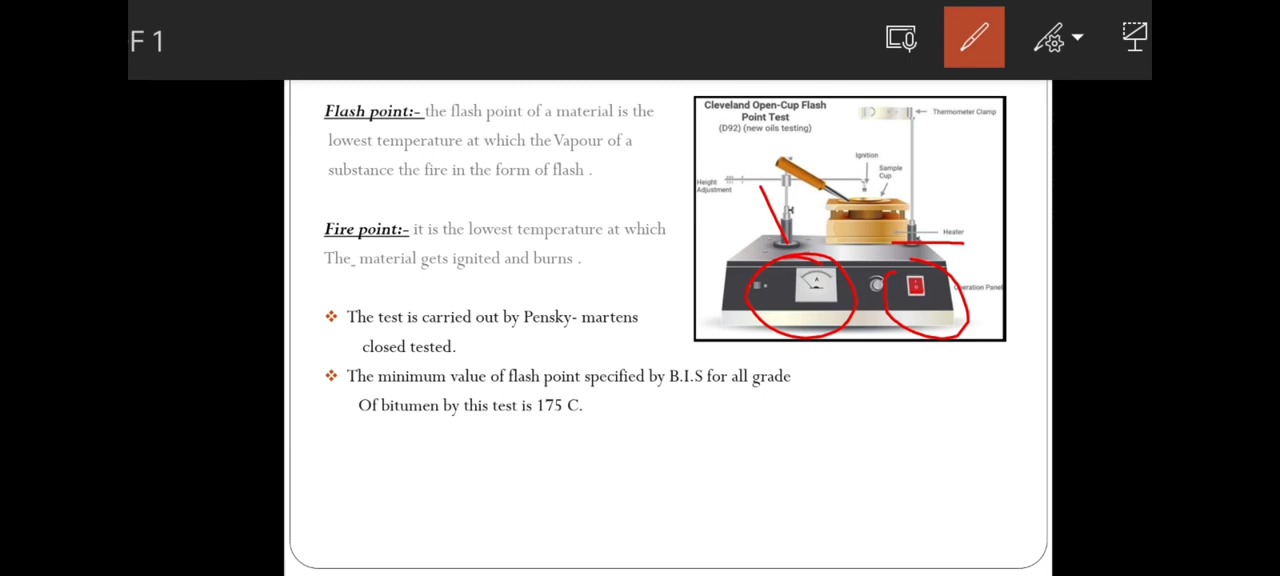 F 1
Flash point:- the flash point of a material is the
lowest temperature at which the Vapour of a
substance the fire in the form of flash .
Fire point:- it is the lowest temperature at which
The_ material gets ignited and burns .
The test is carried out by Pensky- martens
closed tested.
The minimum value of flash point specified by B.I.S for all grade
Of bitumen by this test is 175 C.
Cleveland Open-Cup Flash
Point Test
(D92) (new oils testing)
Thermometer Clamp
Ignition
Sample
Cup
Height
Adjustment
Heater
A
Operation Panel